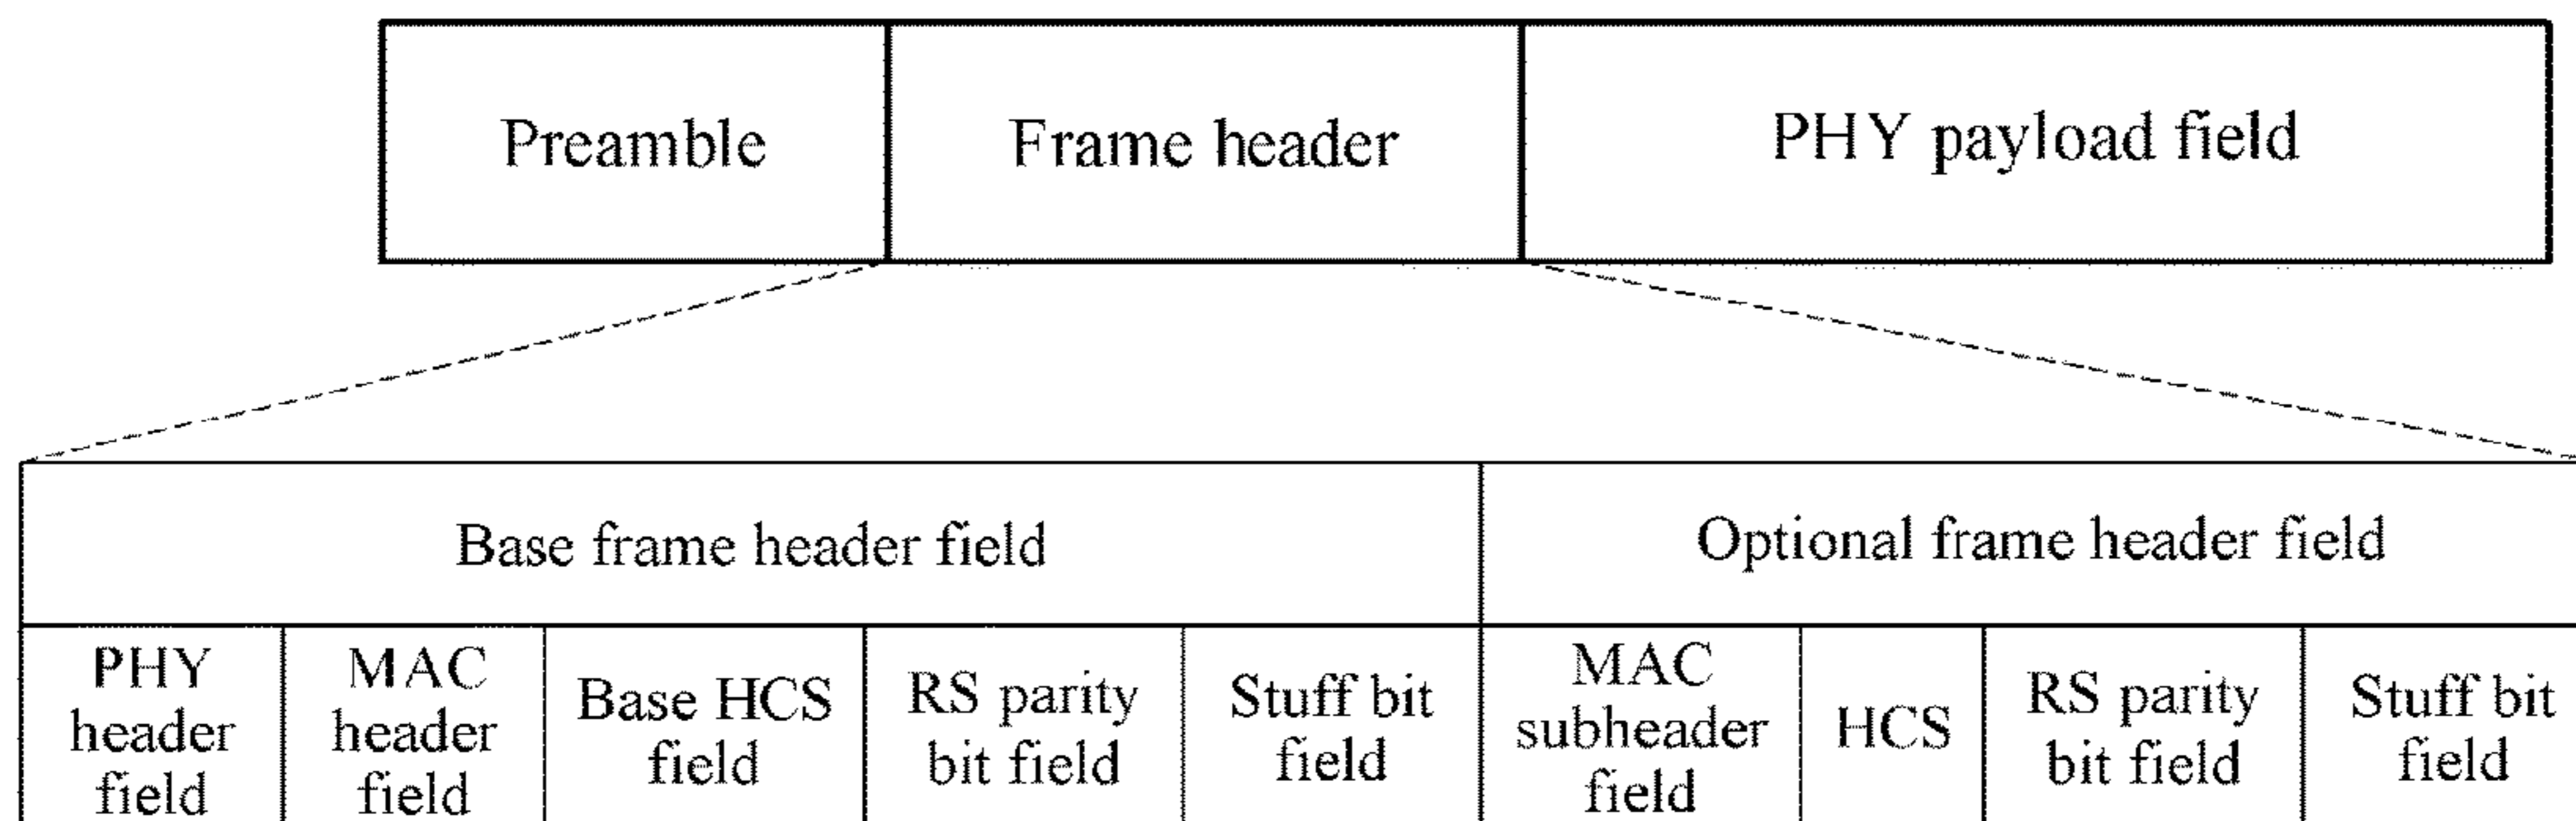 Preamble
Frame header
PHY payload field
Base frame header field
Optional frame header field
PHY
header
field
MAC
header
field
Base HCS
field
RS parity
bit field
Stuff bit
field
MAC
subheader
field
HCS
RS parity
bit field
Stuff bit
field